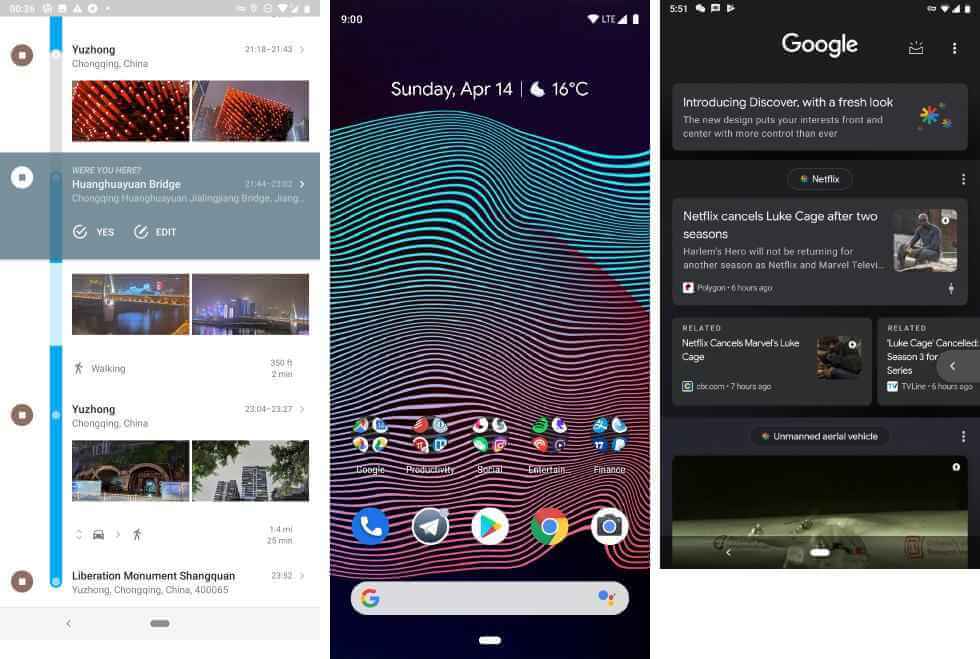 00:26
Yuzhong
21:18–21:43
Chongqing, China
WERE YOU HERE?
Huanghuayuan Bridge
21:44–23:02
Chongqing Huanghuayuan Jialingjiang Bridge, Jiang...
YES
EDIT
Walking
350 ft
2 min
Yuzhong
23:04–23:27
Chongqing, China
1.4 mi
25 min
Liberation Monument Shangquan
23:52
Yuzhong, Chongqing, China, 400065
9:00
LTE
Sunday, Apr 14
16°C
Google
Productivity
Social
Entertain...
Finance
5:51
Google
Introducing Discover, with a fresh look
The new design puts your interests front and
center with more control than ever
Netflix
Netflix cancels Luke Cage after two
seasons
Harlem's Hero will not be returning for
another season as Netflix and Marvel Televi...
Polygon • 6 hours ago
RELATED
Netflix Cancels Marvel's Luke
Cage
cbr.com • 7 hours ago
RELATED
'Luke Cage' Cancelled:
Season 3 for
Series
TVLine • 6 hours ago
Unmanned aerial vehicle